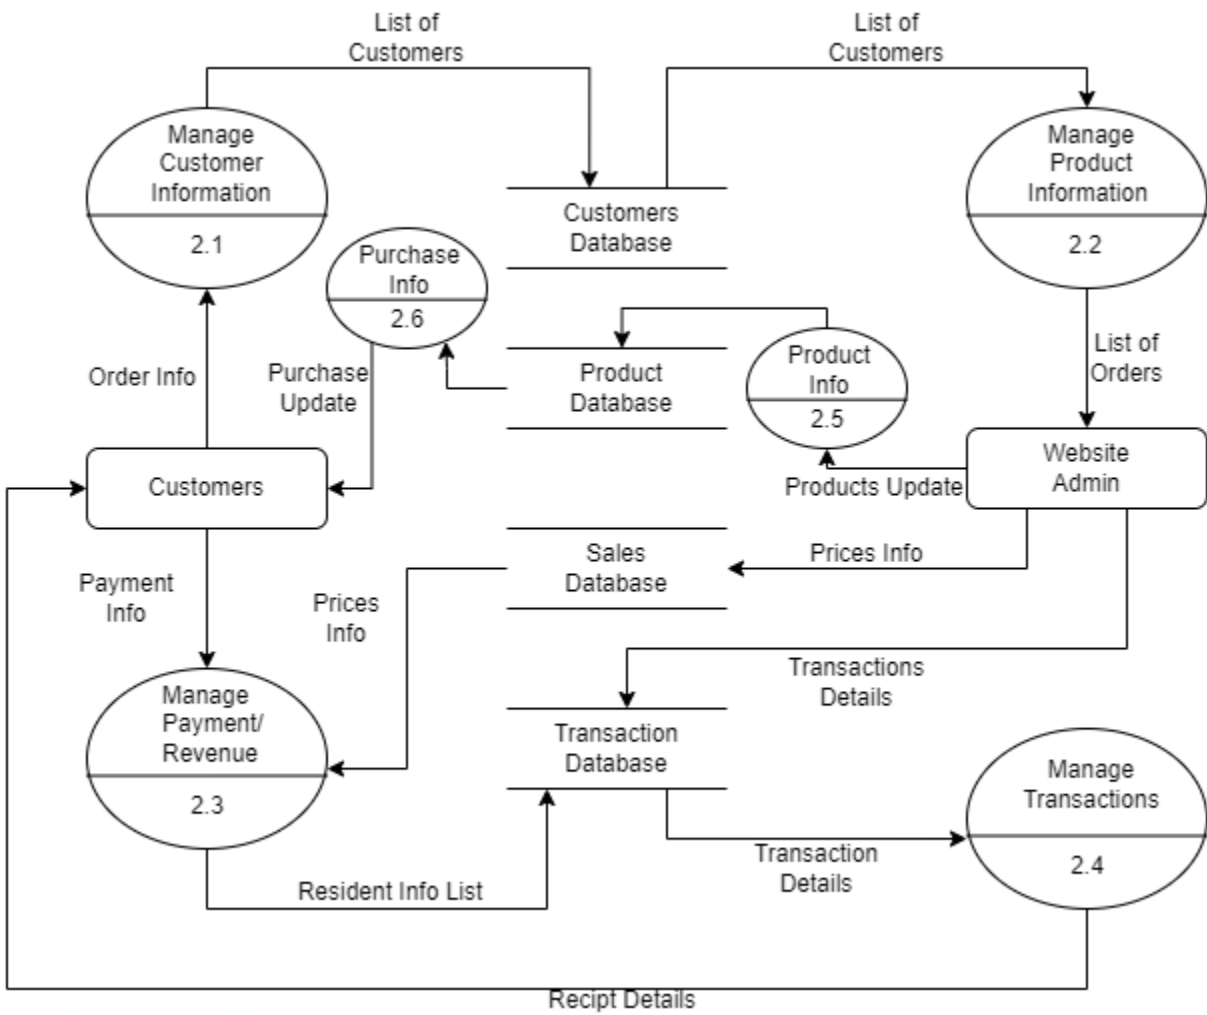 List of
Customers
List of
Customers
Manage
Customer
Information
2.1
Manage
Product
Information
2.2
Customers
Database
Purchase
Info
2.6
Product
Info
2.5
Product
Database
List of
Orders
Order Info
Purchase
Update
Customers
Website
Admin
Products Update
Sales
Database
Prices Info
Payment
Info
Prices
Info
Transactions
Details
Manage
Payment/
Revenue
2.3
Transaction
Database
Manage
Transactions
2.4
Transaction
Details
Resident Info List
Recipt Details